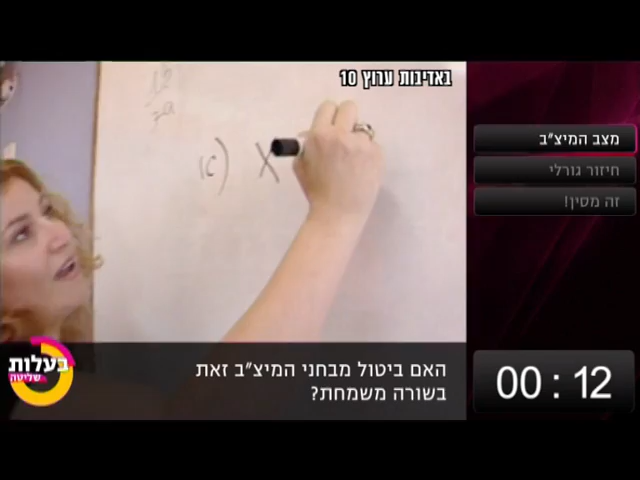 באדיבות ערוץ 10
א) X
מצב המיצ"ב
חיזור גורלי
זה מסין!
האם ביטול מבחני המיצ"ב זאת
בשורה משמחת?
בעלות
שליטה
00 : 12